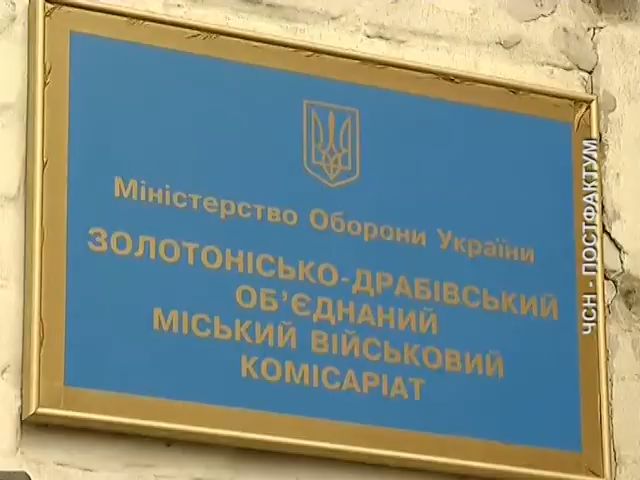 Міністерство Оборони України
ЗОЛОТОНІСЬКО-ДРАБІВСЬКИЙ
ОБ'ЄДНАНИЙ
МІСЬКИЙ ВІЙСЬКОВИЙ
КОМІСАРІАТ
ЧСН - ПОСТФАКТУМ